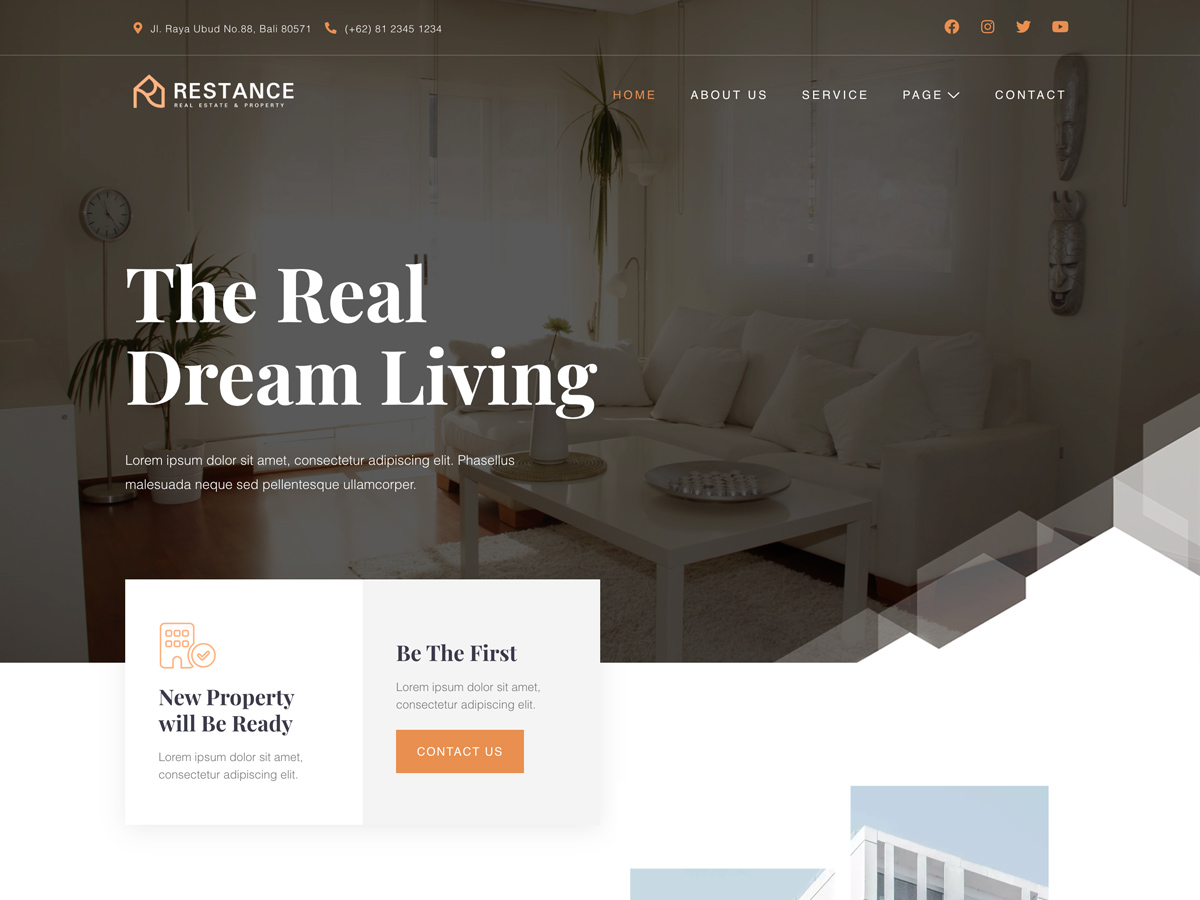 Jl. Raya Ubud No.88, Bali 80571 (+62) 81 2345 1234
RESTANCE
REAL ESTATE & PROPERTY
HOME ABOUT US SERVICE PAGE CONTACT
The Real
Dream Living
Lorem ipsum dolor sit amet, consectetur adipiscing elit. Phasellus
malesuada neque sed pellentesque ullamcorper.
New Property
will Be Ready
Lorem ipsum dolor sit amet,
consectetur adipiscing elit.
Be The First
Lorem ipsum dolor sit amet,
consectetur adipiscing elit.
CONTACT US